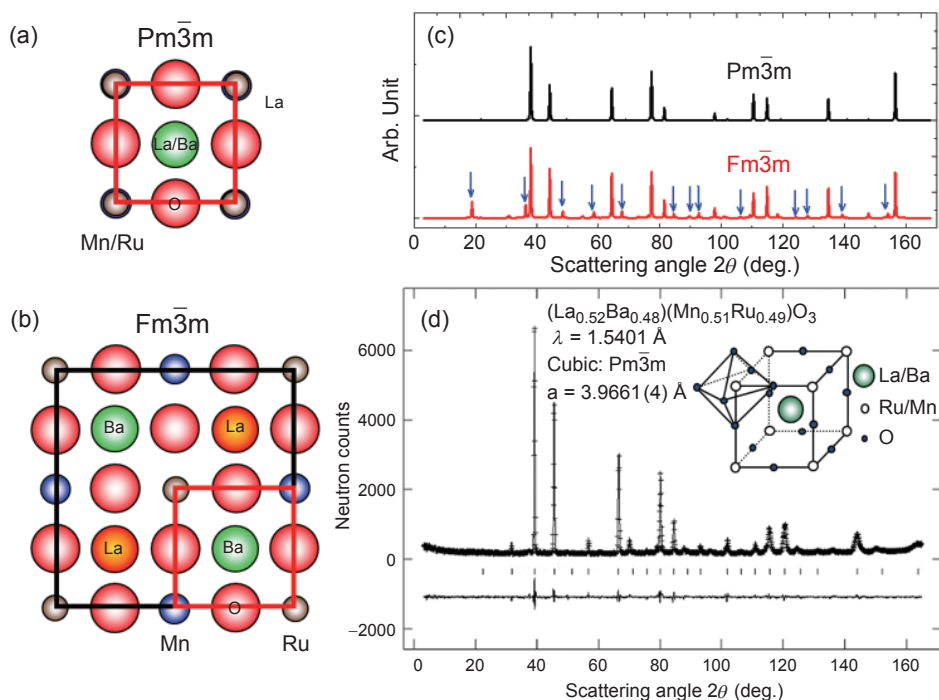 (a)
Pm3̅m
La
La/Ba
O
Mn/Ru
(b)
Fm3̅m
Ba
La
La
Ba
O
Mn
Ru
(c)
Pm3̅m
Fm3̅m
Arb. Unit
0 20 40 60 80 100 120 140 160
Scattering angle 2θ (deg.)
(d)
(La0.52Ba0.48)(Mn0.51Ru0.49)O3
λ = 1.5401 Å
Cubic: Pm3̅m
a = 3.9661(4) Å
La/Ba
Ru/Mn
O
Neutron counts
6000
4000
2000
0
−2000
0 20 40 60 80 100 120 140 160
Scattering angle 2θ (deg.)